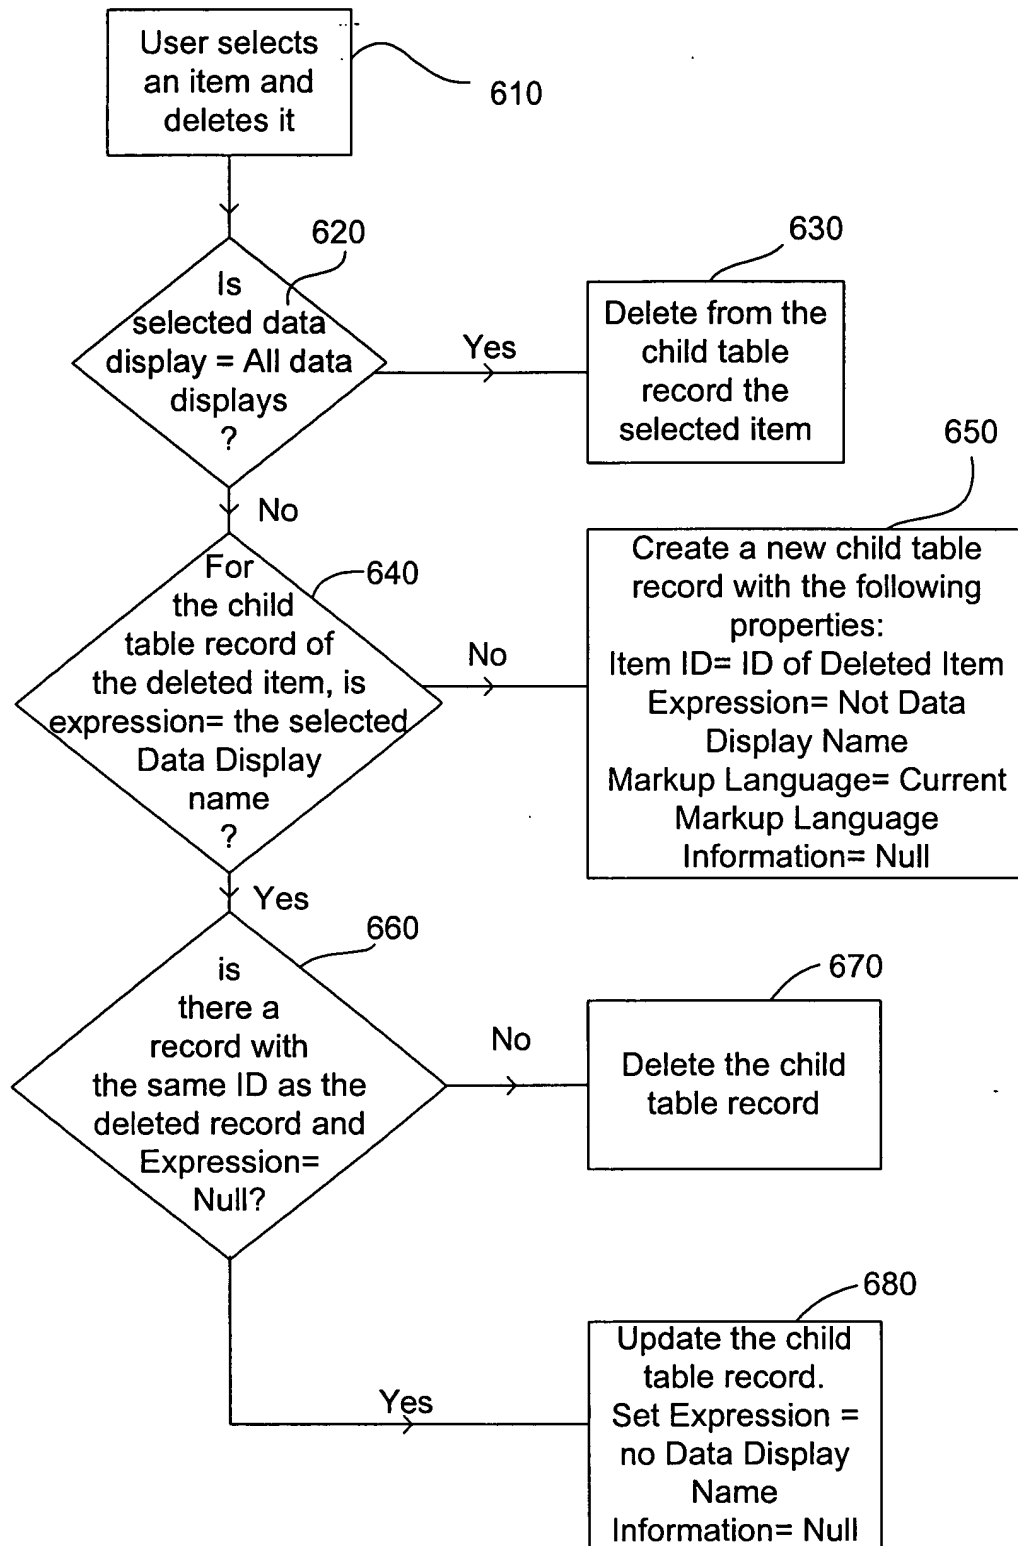 User selects
an item and
deletes it
610
620
Is
selected data
display = All data
displays
?
Yes
630
Delete from the
child table
record the
selected item
No
640
For
the child
table record of
the deleted item, is
expression= the selected
Data Display
name
?
No
650
Create a new child table
record with the following
properties:
Item ID= ID of Deleted Item
Expression= Not Data
Display Name
Markup Language= Current
Markup Language
Information= Null
Yes
660
is
there a
record with
the same ID as the
deleted record and
Expression=
Null?
No
670
Delete the child
table record
Yes
680
Update the child
table record.
Set Expression =
no Data Display
Name
Information= Null